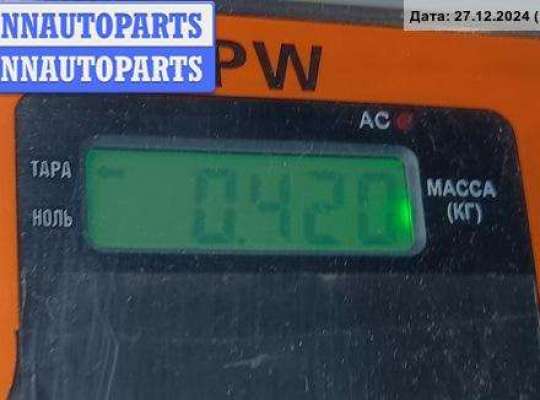 NNAUTOPARTS
NNAUTOPARTS
Дата: 27.12.2024 (
PW
AC
ТАРА
НОЛЬ
0.420
МАССА
(КГ)